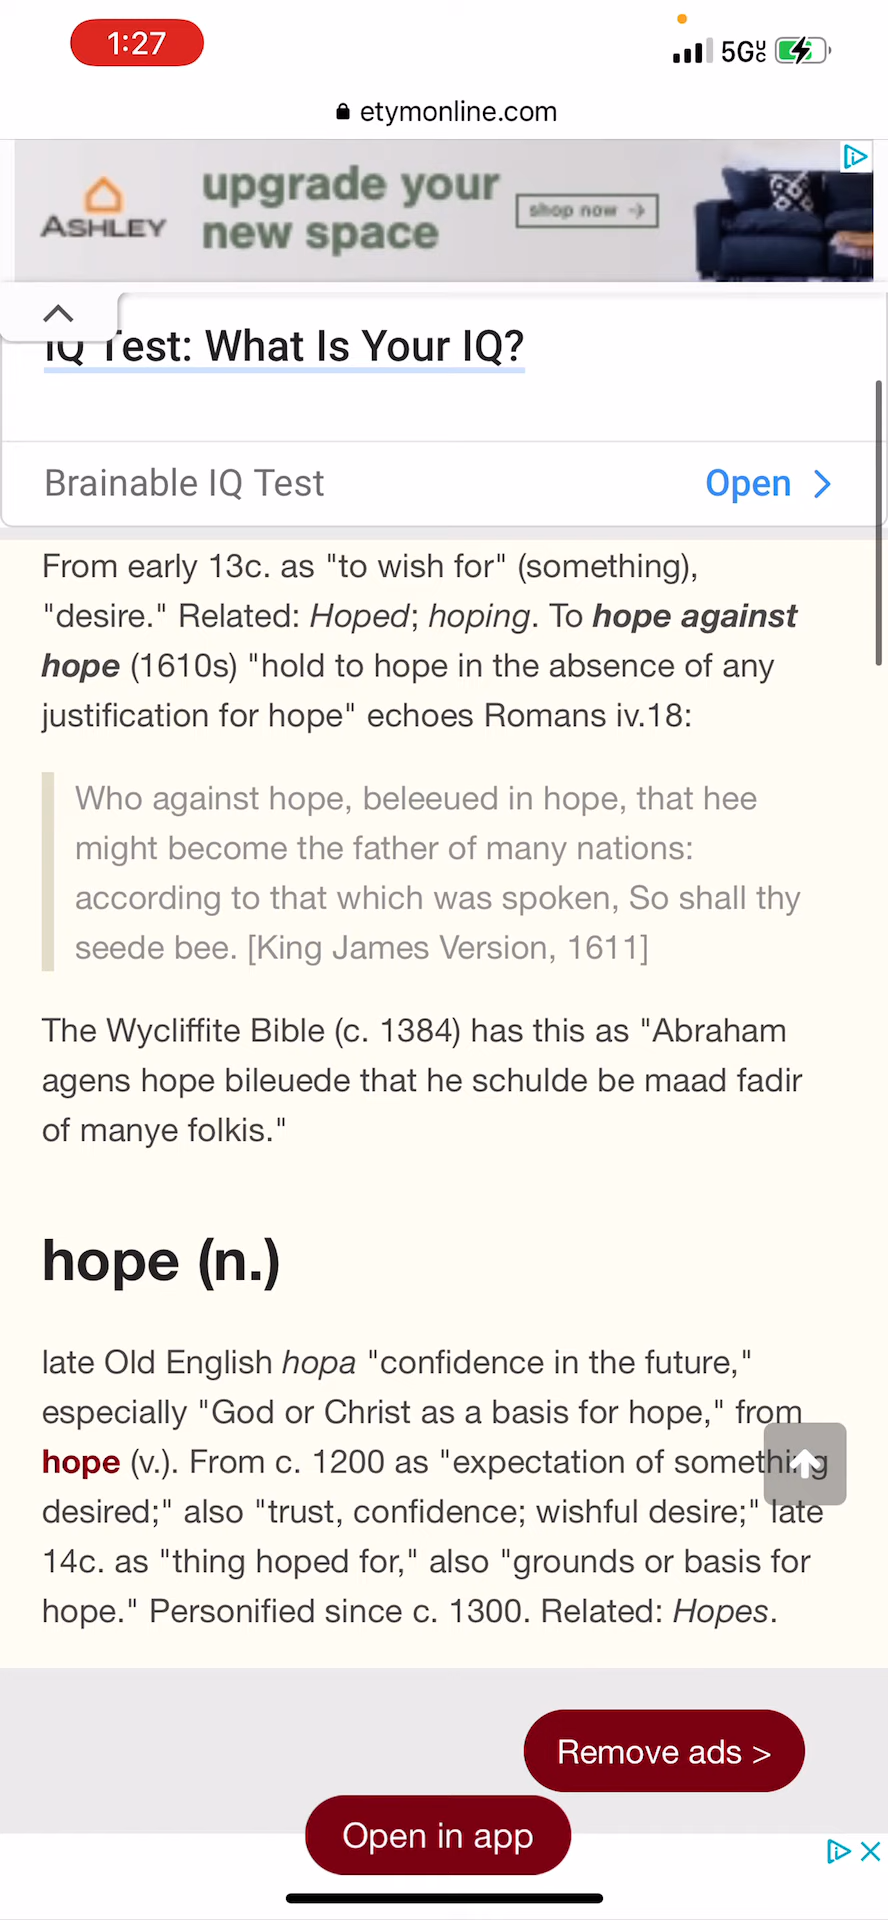 1:27
5G UC
etymonline.com
upgrade your
new space
ASHLEY
shop now →
IQ Test: What Is Your IQ?
Brainable IQ Test
Open >
From early 13c. as "to wish for" (something),
"desire." Related: Hoped; hoping. To hope against
hope (1610s) "hold to hope in the absence of any
justification for hope" echoes Romans iv.18:
Who against hope, beleeued in hope, that hee
might become the father of many nations:
according to that which was spoken, So shall thy
seede bee. [King James Version, 1611]
The Wycliffite Bible (c. 1384) has this as "Abraham
agens hope bileuede that he schulde be maad fadir
of manye folkis."
hope (n.)
late Old English hopa "confidence in the future,"
especially "God or Christ as a basis for hope," from
hope (v.). From c. 1200 as "expectation of something
desired;" also "trust, confidence; wishful desire;" late
14c. as "thing hoped for," also "grounds or basis for
hope." Personified since c. 1300. Related: Hopes.
Remove ads >
Open in app